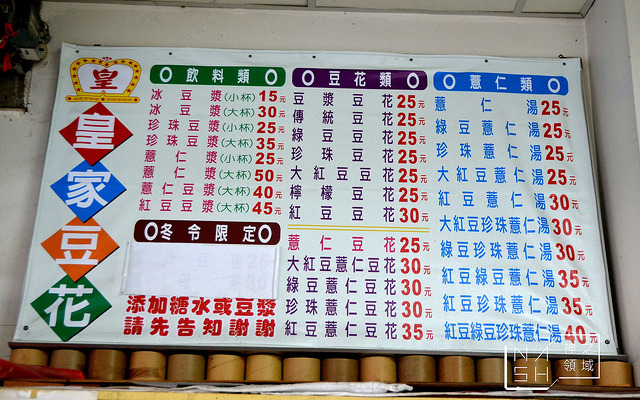 皇
皇
家
豆
花
飲料類
冰豆漿(小杯)15元
冰豆漿(大杯)30元
珍珠豆漿(小杯)25元
珍珠豆漿(大杯)35元
薏仁漿(小杯)25元
薏仁漿(大杯)50元
薏仁豆漿(大杯)40元
紅豆豆漿(大杯)45元
冬令限定
添加糖水或豆漿
請先告知謝謝
豆花類
豆漿豆花25元
傳統豆花25元
綠豆豆花25元
珍珠豆花25元
大紅豆豆花25元
檸檬豆花25元
紅豆豆花30元
薏仁豆花25元
大紅豆薏仁豆花30元
綠豆薏仁豆花30元
珍珠薏仁豆花30元
紅豆薏仁豆花35元
薏仁類
薏仁湯25元
綠豆薏仁湯25元
珍珠薏仁湯25元
大紅豆薏仁湯25元
紅豆薏仁湯30元
大紅豆珍珠薏仁湯30元
綠豆珍珠薏仁湯30元
紅豆綠豆薏仁湯35元
紅豆珍珠薏仁湯35元
紅豆綠豆珍珠薏仁湯40元
領域